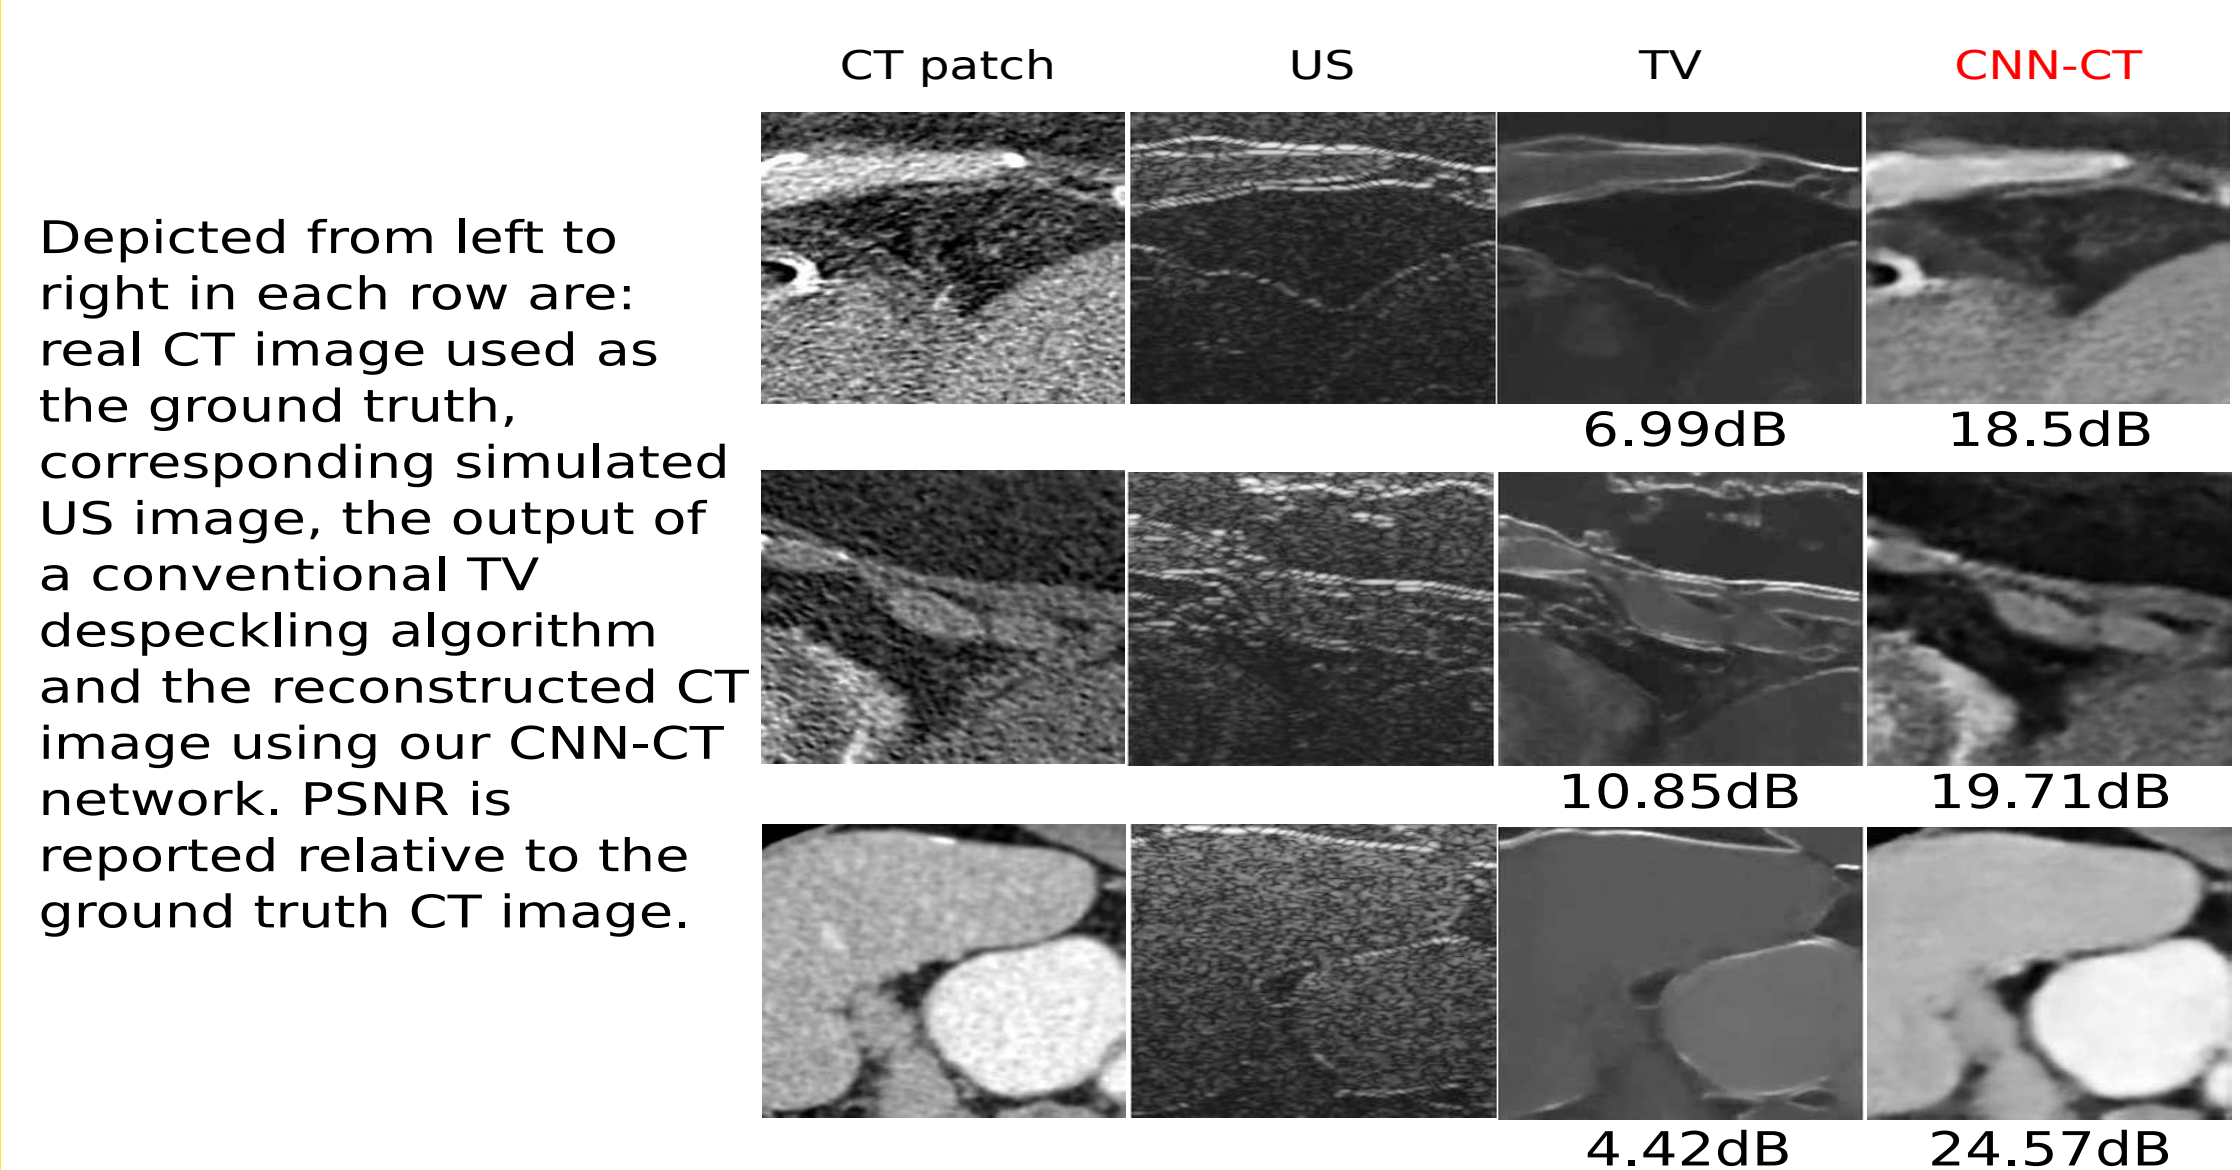 CT patch US TV CNN-CT
Depicted from left to
right in each row are:
real CT image used as
the ground truth,
corresponding simulated
US image, the output of
a conventional TV
despeckling algorithm
and the reconstructed CT
image using our CNN-CT
network. PSNR is
reported relative to the
ground truth CT image.
6.99dB 18.5dB
10.85dB 19.71dB
4.42dB 24.57dB